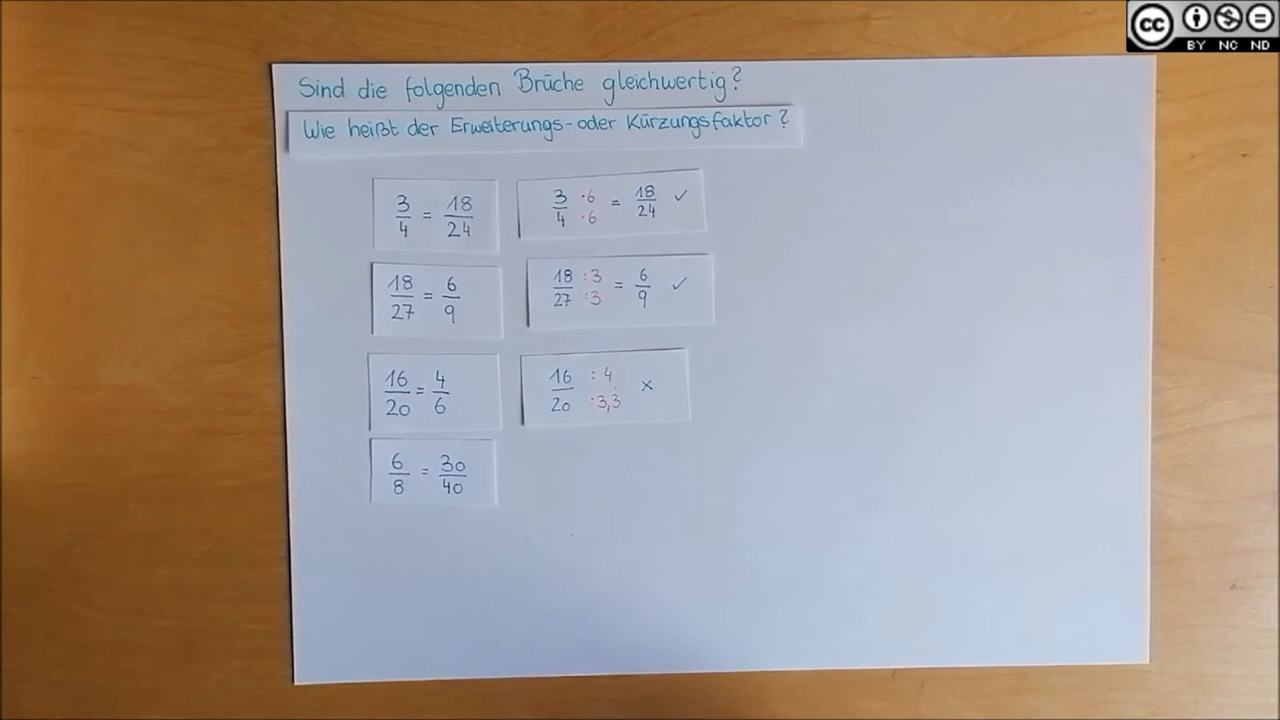 cc
BY NC ND
Sind die folgenden Brüche gleichwertig?
Wie heißt der Erweiterungs- oder Kürzungsfaktor?
3/4 = 18/24
3/4 ·6/·6 = 18/24 ✓
18/27 = 6/9
18/27 :3/:3 = 6/9 ✓
16/20 = 4/6
16/20 :4/:3,3̇ ×
6/8 = 30/40